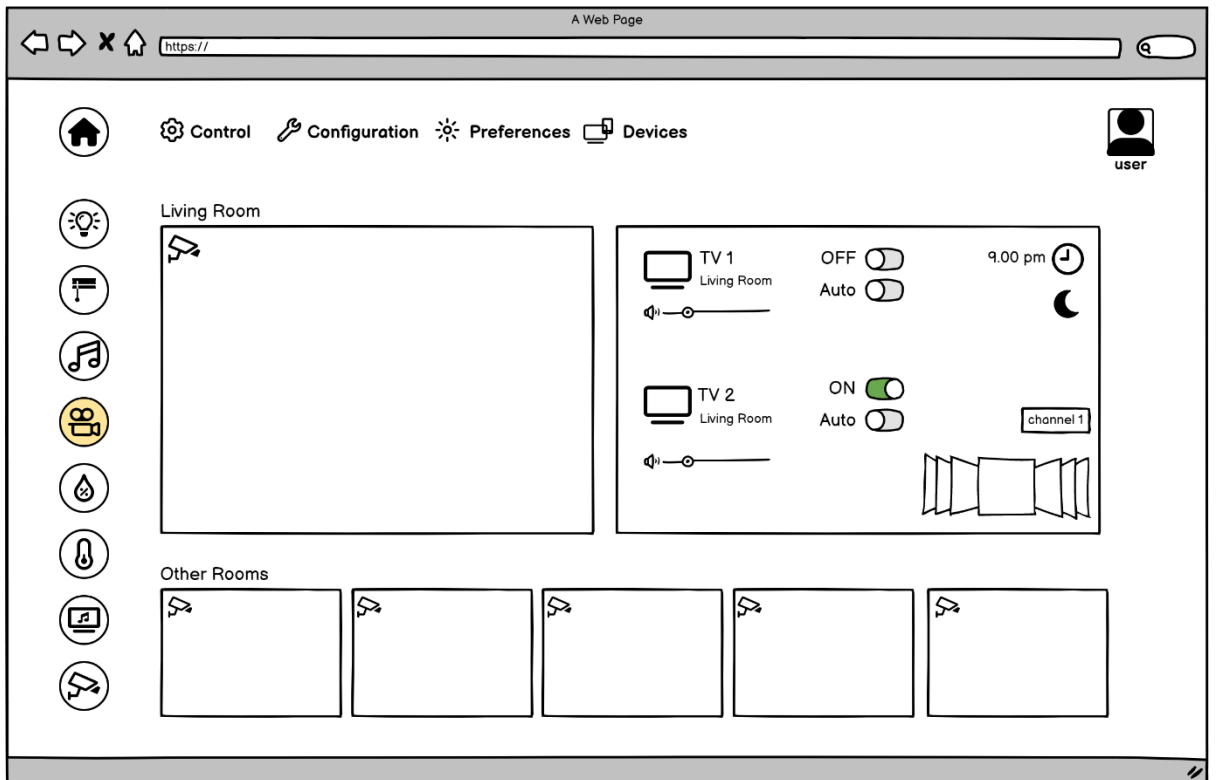 A Web Page
https://
Control Configuration Preferences Devices
user
Living Room
TV 1 OFF 9.00 pm
Living Room
Auto
TV 2 ON
Living Room
Auto channel 1
Other Rooms